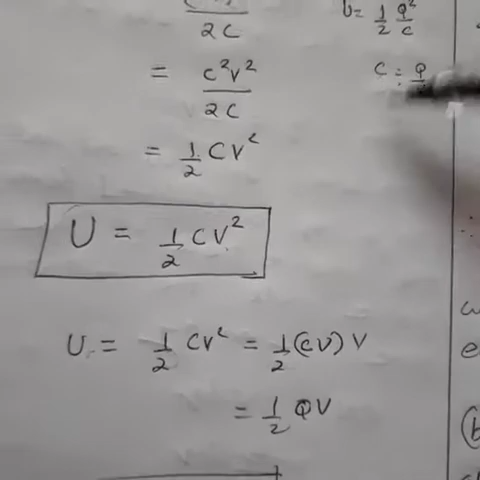 2C
U = 1/2 Q²/C
= C²V²/2C
C = Q
= 1/2 CV²
U = 1/2 CV²
U = 1/2 CV² = 1/2 (CV) V
= 1/2 QV
(b